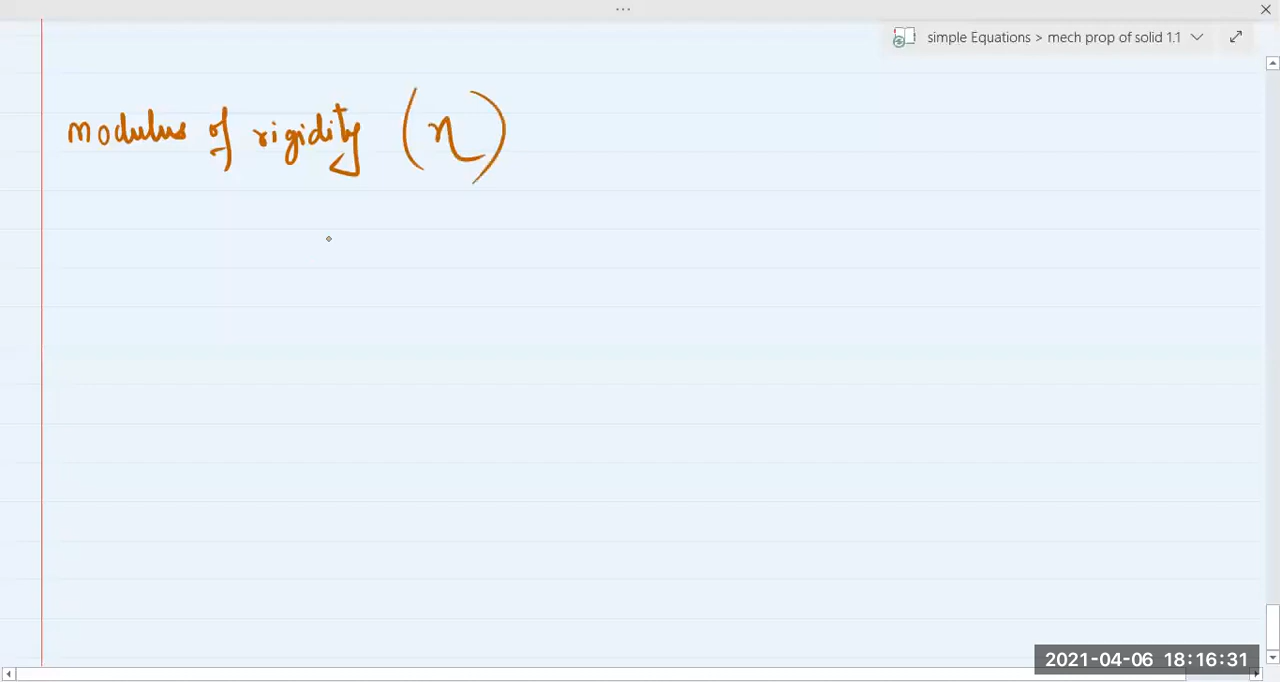 ...
simple Equations > mech prop of solid 1.1
modulus of rigidity (η)
2021-04-06 18:16:31